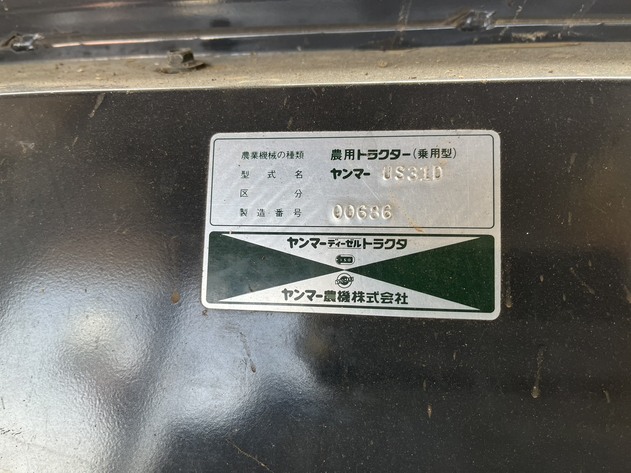 農業機械の種類 農用トラクター(乗用型)
型式名 ヤンマー US31D
区分
製造番号 00686
ヤンマーディーゼルトラクタ
ヤンマー農機株式会社